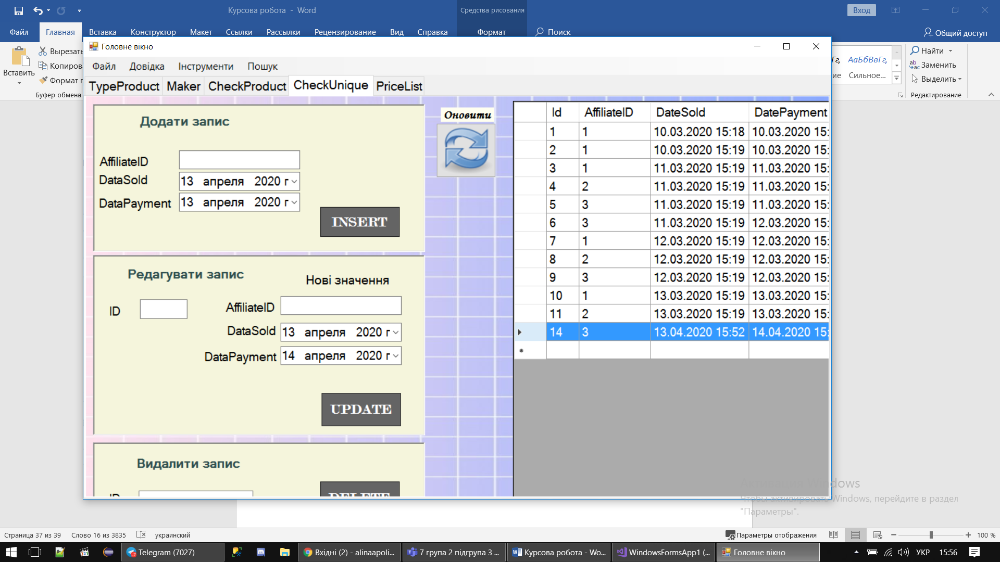 Курсова робота - Word
Средства рисования
Вход
Файл Главная Вставка Конструктор Макет Ссылки Рассылки Рецензирование Вид Справка Формат Поиск Общий доступ
Вставить
Вырезать
Копиров
Формат
Буфер обмена
АаБбВвГг,
Сильное...
Найти
Заменить
Выделить
Редактирование
Головне вікно
Файл Довідка Інструменти Пошук
TypeProduct Maker CheckProduct CheckUnique PriceList
Додати запис
AffiliateID
DataSold 13 апреля 2020 г
DataPayment 13 апреля 2020 г
INSERT
Оновити
Редагувати запис
Нові значення
ID
AffiliateID
DataSold 13 апреля 2020 г
DataPayment 14 апреля 2020 г
UPDATE
Видалити запис
ID
DELETE
Id AffiliateID DateSold DatePayment
1 1 10.03.2020 15:18 10.03.2020 15:
2 1 10.03.2020 15:19 10.03.2020 15:
3 1 11.03.2020 15:19 11.03.2020 15:
4 2 11.03.2020 15:19 11.03.2020 15:
5 3 11.03.2020 15:19 11.03.2020 15:
6 3 11.03.2020 15:19 12.03.2020 15:
7 1 12.03.2020 15:19 12.03.2020 15:
8 2 12.03.2020 15:19 12.03.2020 15:
9 3 12.03.2020 15:19 12.03.2020 15:
10 1 13.03.2020 15:19 13.03.2020 15:
11 2 13.03.2020 15:19 13.03.2020 15:
14 3 13.04.2020 15:52 14.04.2020 15:
Активация Windows
Чтобы активировать Windows, перейдите в раздел
"Параметры".
Страница 37 из 39 Слово 16 из 3835 украинский Параметры отображения 100 %
Telegram (7027) Вхідні (2) - alinaapoli... 7 група 2 підгрупа 3 ... Курсова робота - Wo... WindowsFormsApp1 (... Головне вікно УКР 15:56